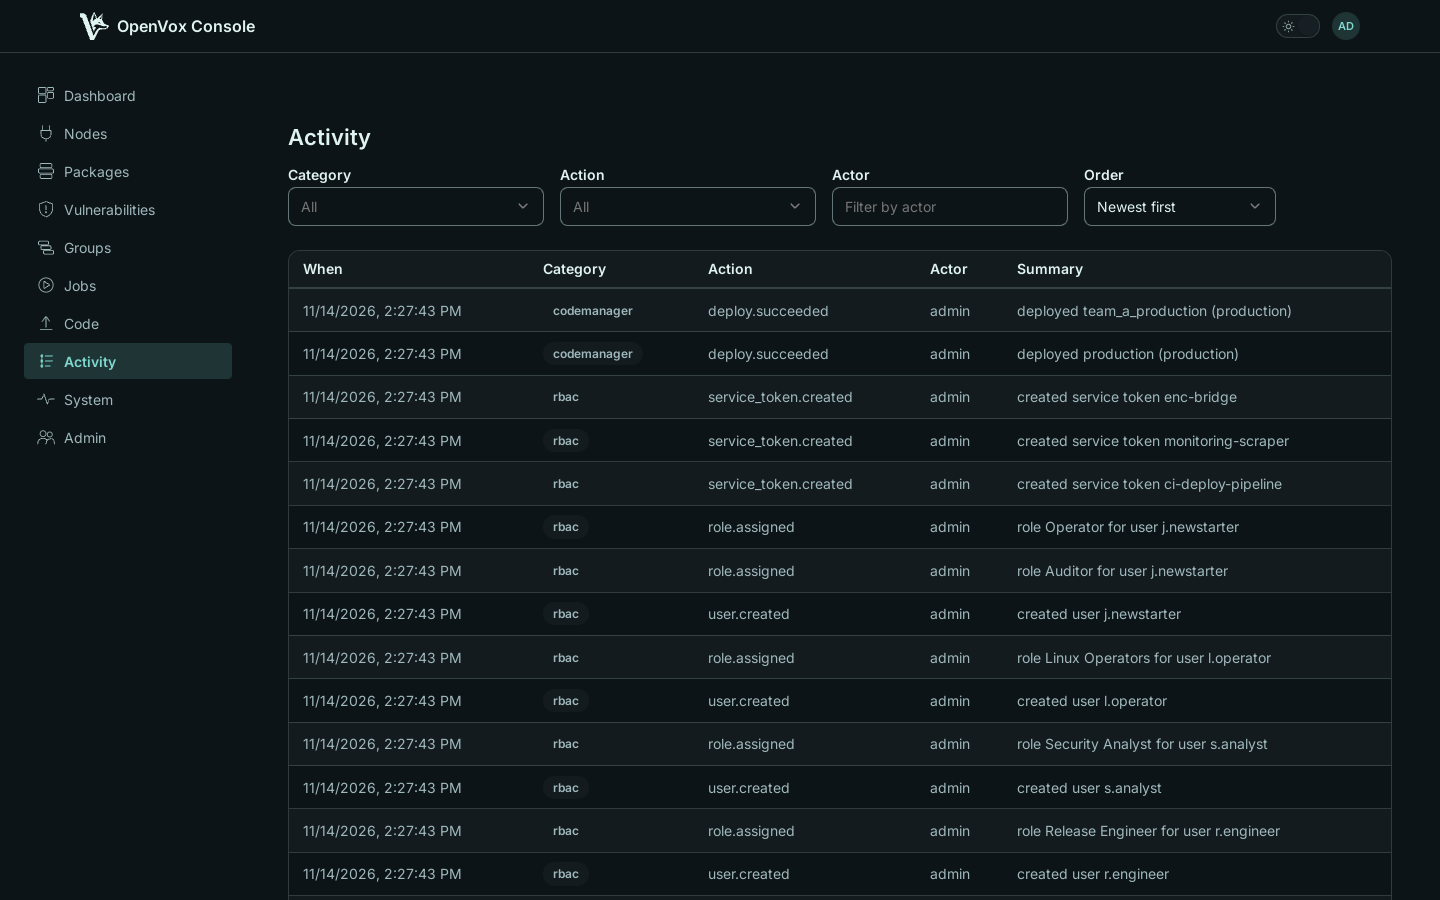 OpenVox Console
AD
Dashboard
Nodes
Packages
Vulnerabilities
Groups
Jobs
Code
Activity
System
Admin
Activity
Category Action Actor Order
All All Filter by actor Newest first
When Category Action Actor Summary
11/14/2026, 2:27:43 PM codemanager deploy.succeeded admin deployed team_a_production (production)
11/14/2026, 2:27:43 PM codemanager deploy.succeeded admin deployed production (production)
11/14/2026, 2:27:43 PM rbac service_token.created admin created service token enc-bridge
11/14/2026, 2:27:43 PM rbac service_token.created admin created service token monitoring-scraper
11/14/2026, 2:27:43 PM rbac service_token.created admin created service token ci-deploy-pipeline
11/14/2026, 2:27:43 PM rbac role.assigned admin role Operator for user j.newstarter
11/14/2026, 2:27:43 PM rbac role.assigned admin role Auditor for user j.newstarter
11/14/2026, 2:27:43 PM rbac user.created admin created user j.newstarter
11/14/2026, 2:27:43 PM rbac role.assigned admin role Linux Operators for user l.operator
11/14/2026, 2:27:43 PM rbac user.created admin created user l.operator
11/14/2026, 2:27:43 PM rbac role.assigned admin role Security Analyst for user s.analyst
11/14/2026, 2:27:43 PM rbac user.created admin created user s.analyst
11/14/2026, 2:27:43 PM rbac role.assigned admin role Release Engineer for user r.engineer
11/14/2026, 2:27:43 PM rbac user.created admin created user r.engineer